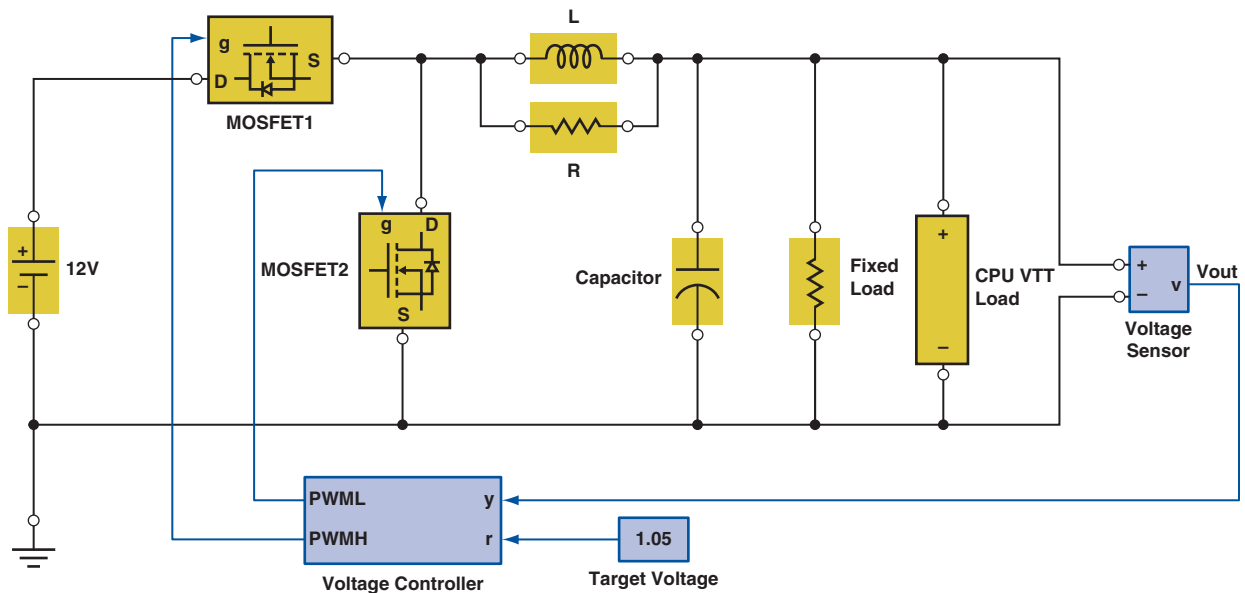 L
g
S
D
MOSFET1
R
g
D
MOSFET2
S
+
–
12V
Capacitor
Fixed
Load
+
–
CPU VTT
Load
+
–
v
Vout
Voltage
Sensor
PWML
y
PWMH
r
1.05
Voltage Controller
Target Voltage